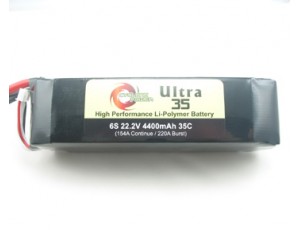 Ultra
35
High Performance Li-Polymer Battery
6S 22.2V 4400mAh 35C
(154A Continue / 220A Burst)